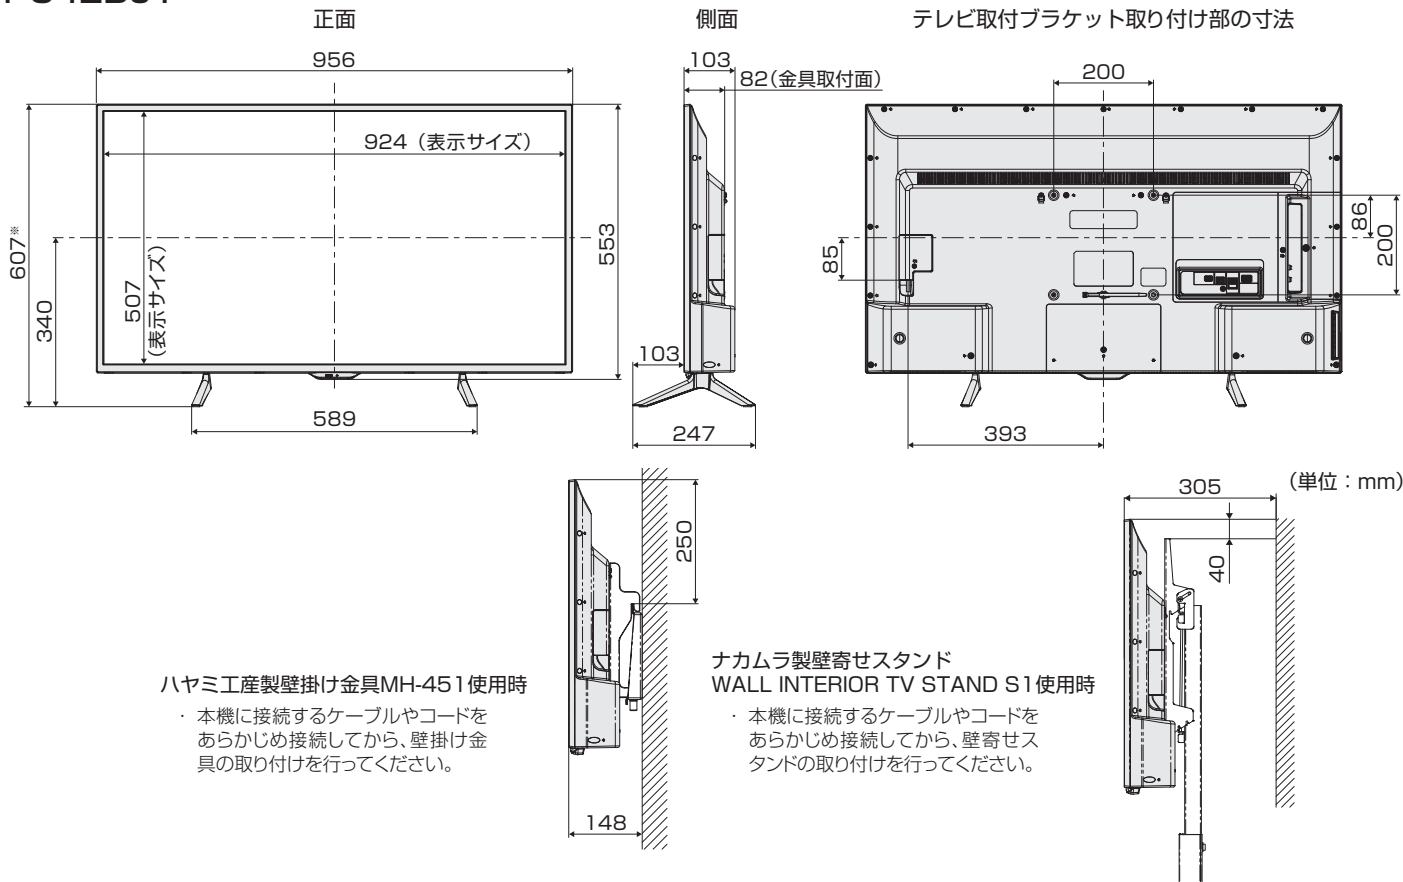 正面
側面
テレビ取付ブラケット取り付け部の寸法
956
103
82(金具取付面)
200
924(表示サイズ)
607※
340
507
(表示サイズ)
553
103
85
86
200
589
247
393
(単位:mm)
250
305
40
ハヤミ工産製壁掛け金具MH-451使用時
・ 本機に接続するケーブルやコードを
あらかじめ接続してから、壁掛け金
具の取り付けを行ってください。
148
ナカムラ製壁寄せスタンド
WALL INTERIOR TV STAND S1使用時
・ 本機に接続するケーブルやコードを
あらかじめ接続してから、壁寄せス
タンドの取り付けを行ってください。